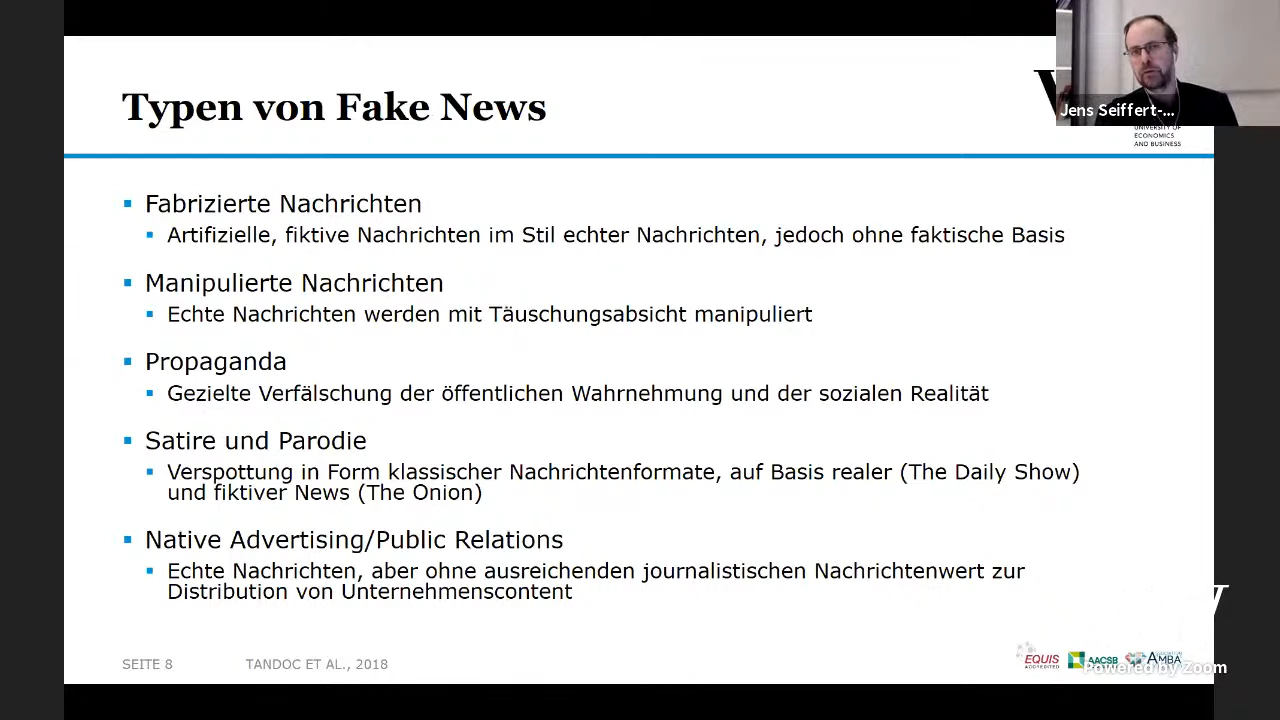 Typen von Fake News
Jens Seiffert-...
UNIVERSITY OF
ECONOMICS
AND BUSINESS
Fabrizierte Nachrichten
Artifizielle, fiktive Nachrichten im Stil echter Nachrichten, jedoch ohne faktische Basis
Manipulierte Nachrichten
Echte Nachrichten werden mit Täuschungsabsicht manipuliert
Propaganda
Gezielte Verfälschung der öffentlichen Wahrnehmung und der sozialen Realität
Satire und Parodie
Verspottung in Form klassischer Nachrichtenformate, auf Basis realer (The Daily Show)
und fiktiver News (The Onion)
Native Advertising/Public Relations
Echte Nachrichten, aber ohne ausreichenden journalistischen Nachrichtenwert zur
Distribution von Unternehmenscontent
SEITE 8
TANDOC ET AL., 2018
EQUIS
ACCREDITED
AACSB
AMBA
Powered by Zoom